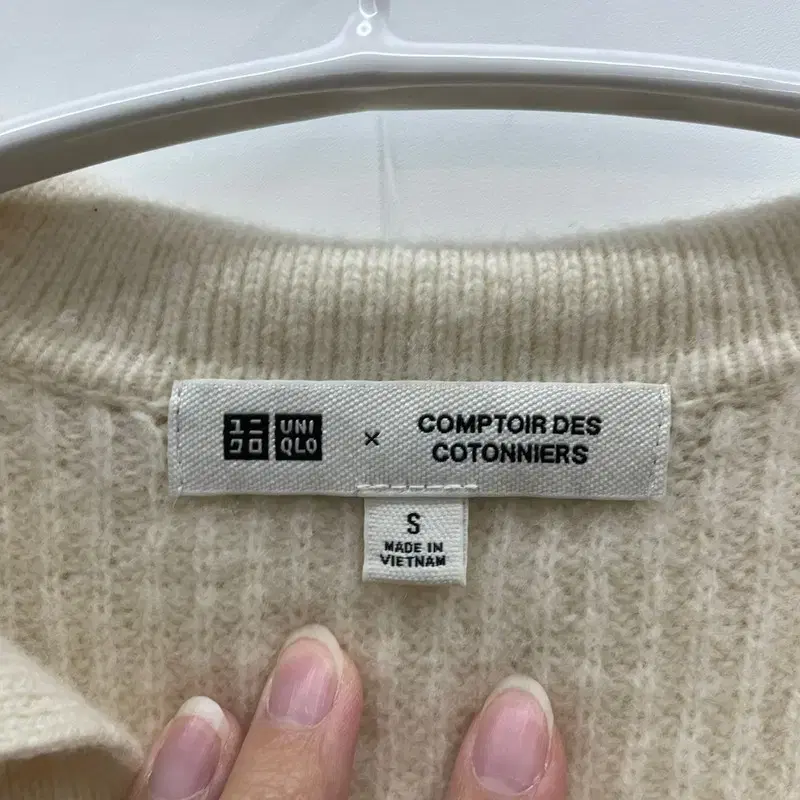 ユニ UNI
クロ QLO
× COMPTOIR DES
COTONNIERS
S
MADE IN
VIETNAM